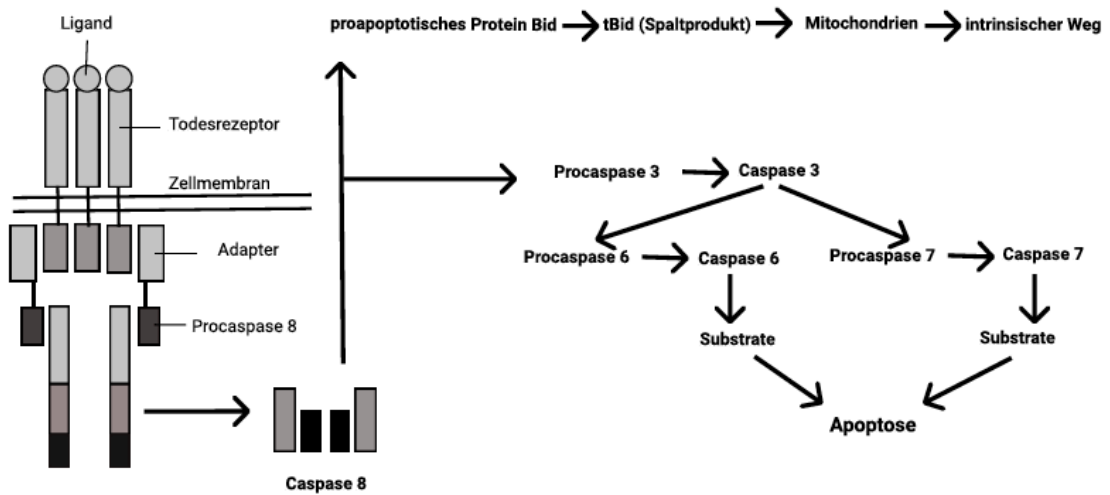 Ligand
proapoptotisches Protein Bid
tBid (Spaltprodukt)
Mitochondrien
intrinsischer Weg
Todesrezeptor
Zellmembran
Procaspase 3
Caspase 3
Adapter
Procaspase 6
Caspase 6
Procaspase 7
Caspase 7
Procaspase 8
Substrate
Substrate
Apoptose
Caspase 8